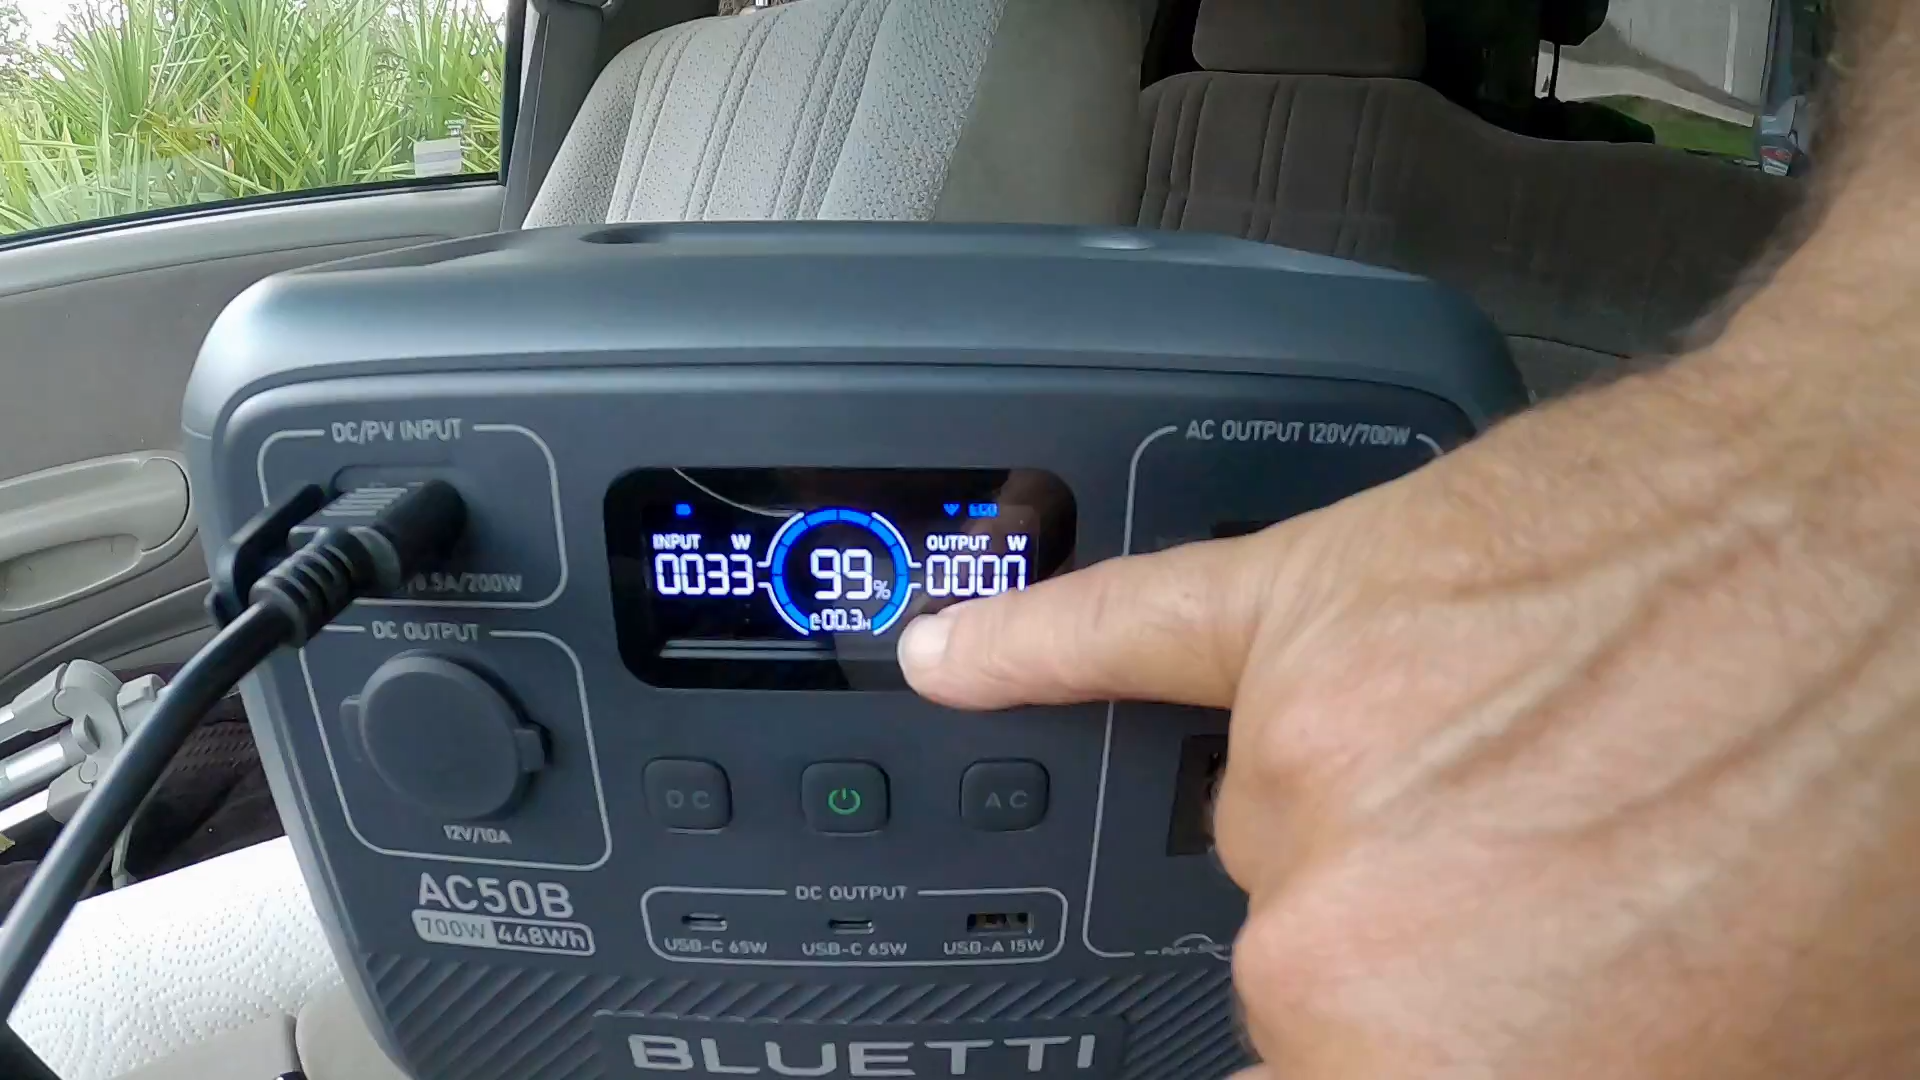 DC/PV INPUT
AC OUTPUT 120V/700W
ECO
INPUT W
0033
99%
00.3H
OUTPUT W
0000
8.5A/200W
DC OUTPUT
12V/10A
DC
AC
AC50B
700W 448Wh
DC OUTPUT
USB-C 65W
USB-C 65W
USB-A 15W
BLUETTI